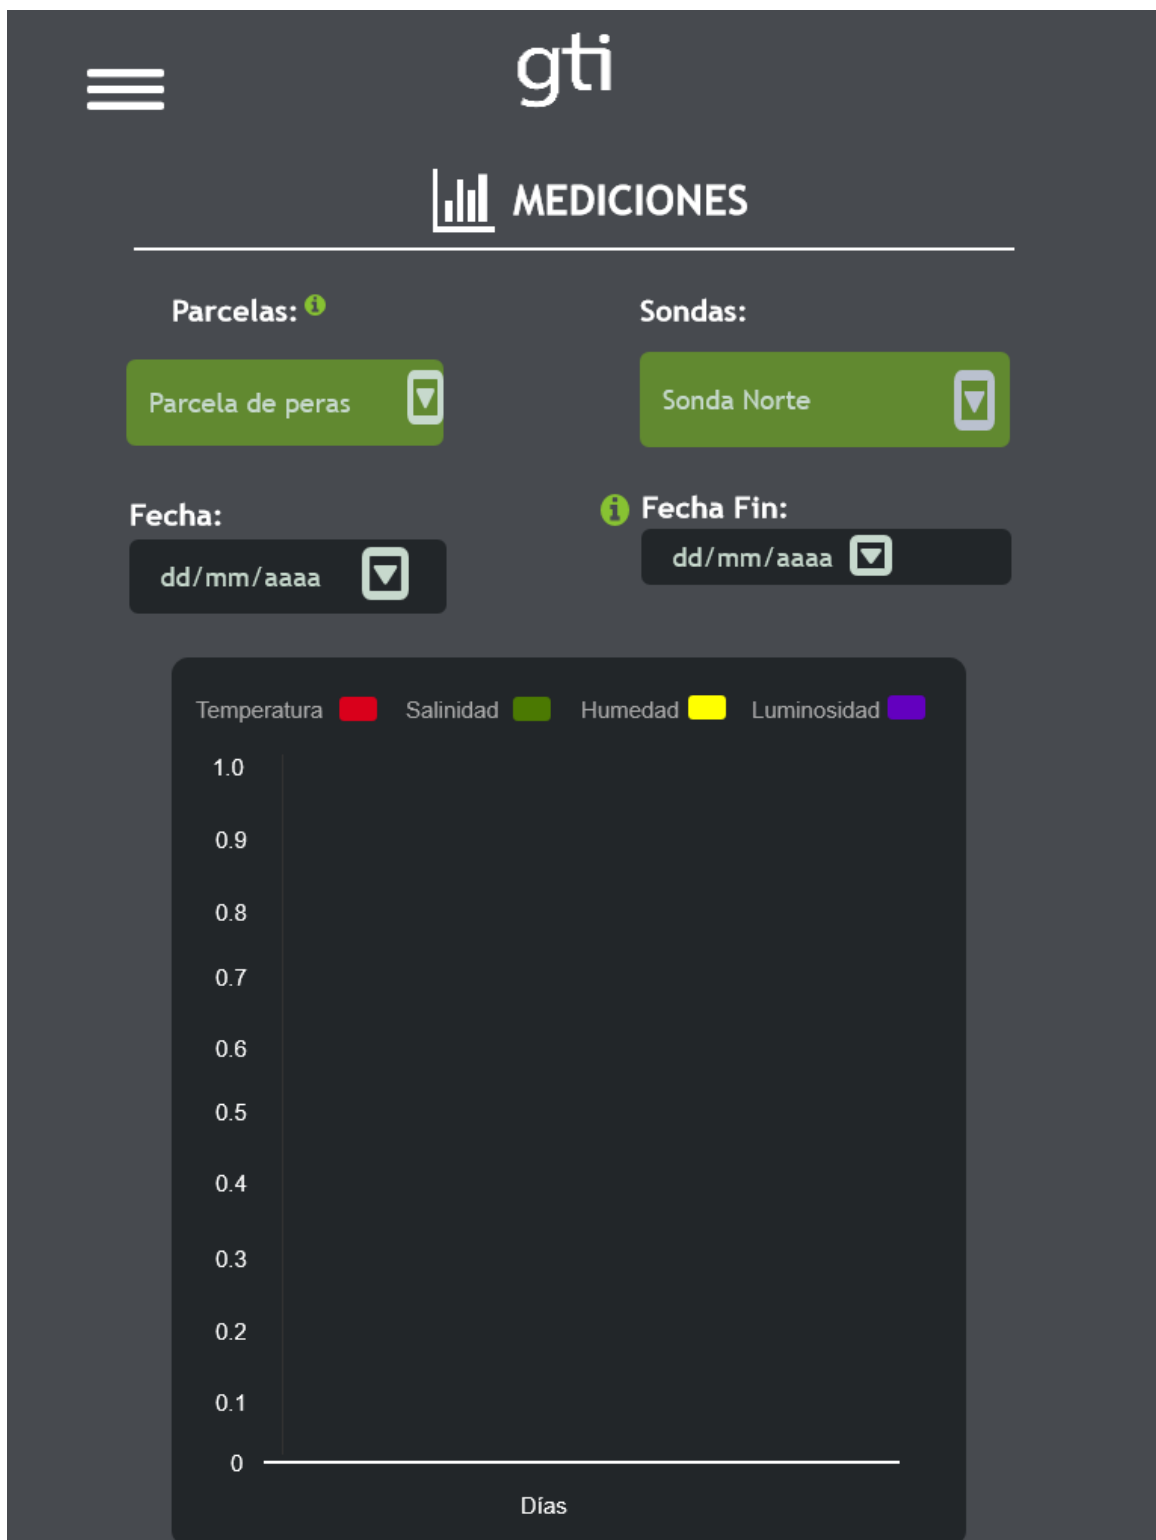 gti
MEDICIONES
Parcelas:
Sondas:
Parcela de peras
Sonda Norte
Fecha:
Fecha Fin:
dd/mm/aaaa
dd/mm/aaaa
Temperatura Salinidad Humedad Luminosidad
1.0
0.9
0.8
0.7
0.6
0.5
0.4
0.3
0.2
0.1
0
Días